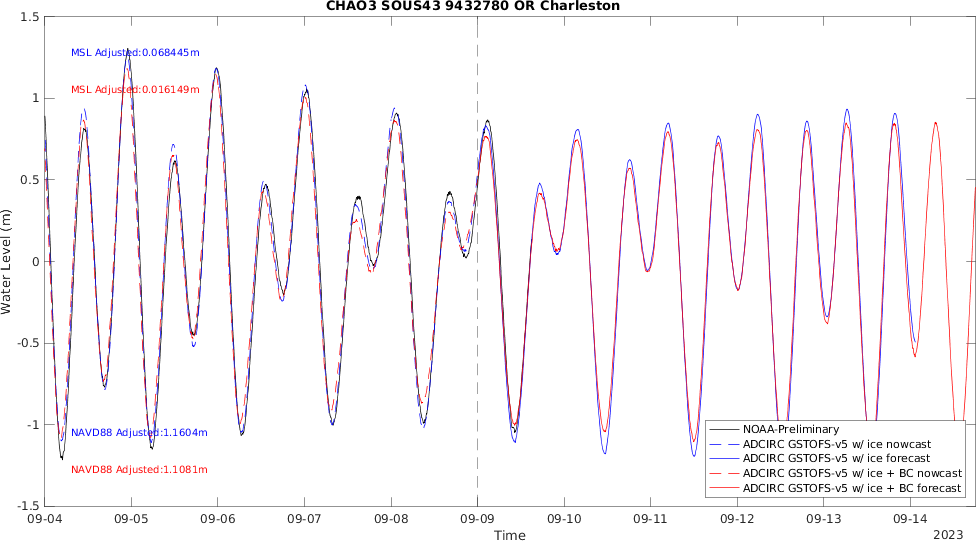 CHAO3 SOUS43 9432780 OR Charleston
1.5
MSL Adjusted:0.068445m
1
MSL Adjusted:0.016149m
0.5
Water Level (m)
0
-0.5
-1
NAVD88 Adjusted:1.1604m
NAVD88 Adjusted:1.1081m
-1.5
NOAA-Preliminary
ADCIRC GSTOFS-v5 w/ ice nowcast
ADCIRC GSTOFS-v5 w/ ice forecast
ADCIRC GSTOFS-v5 w/ ice + BC nowcast
ADCIRC GSTOFS-v5 w/ ice + BC forecast
09-04 09-05 09-06 09-07 09-08 09-09 09-10 09-11 09-12 09-13 09-14
Time
2023